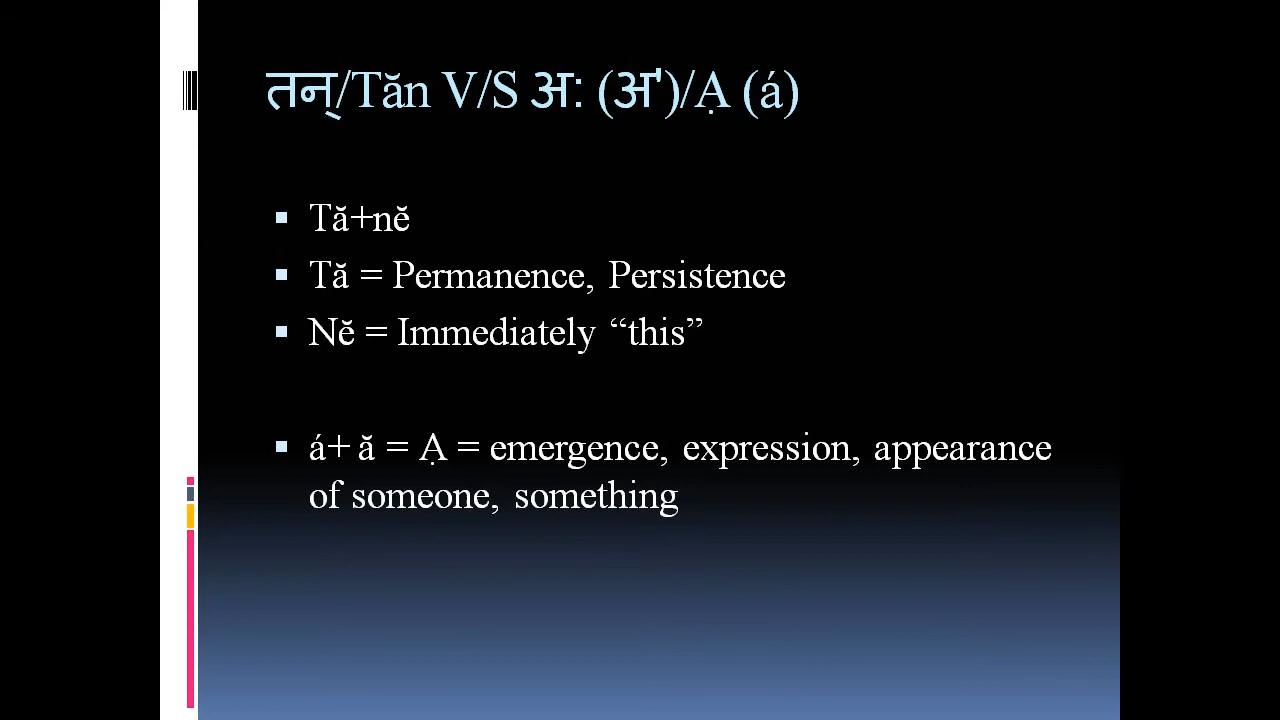 तन्/Tăn V/S अः (अ')/Ạ (á)
Tă+nĕ
Tă = Permanence, Persistence
Nĕ = Immediately “this”
á+ ă = Ạ = emergence, expression, appearance
of someone, something